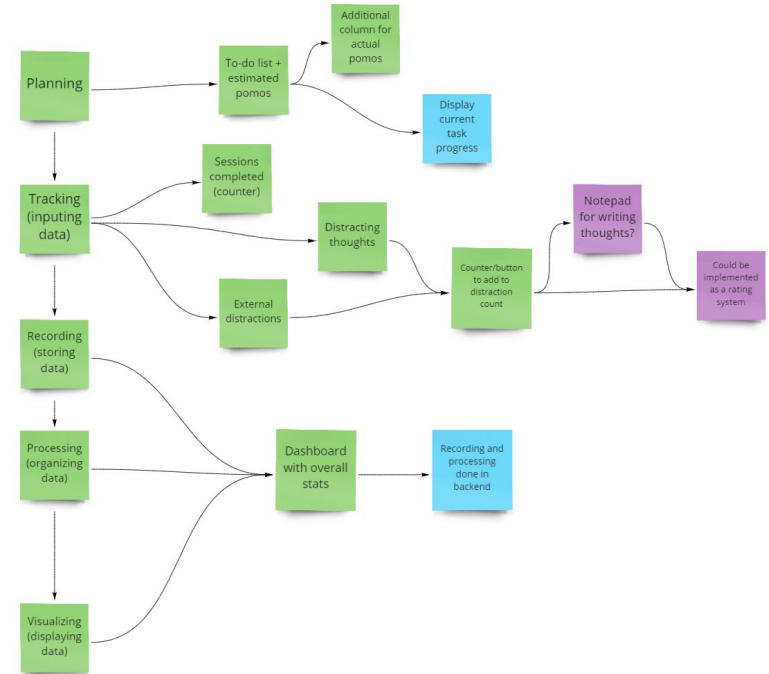 Additional
column for
actual
pomos
Planning
To-do list +
estimated
pomos
Display
current
task
progress
Sessions
completed
(counter)
Tracking
(inputing
data)
Distracting
thoughts
Notepad
for writing
thoughts?
External
distractions
Counter/button
to add to
distraction
count
Could be
implemented
as a rating
system
Recording
(storing
data)
Processing
(organizing
data)
Dashboard
with overall
stats
Recording and
processing
done in
backend
Visualizing
(displaying
data)